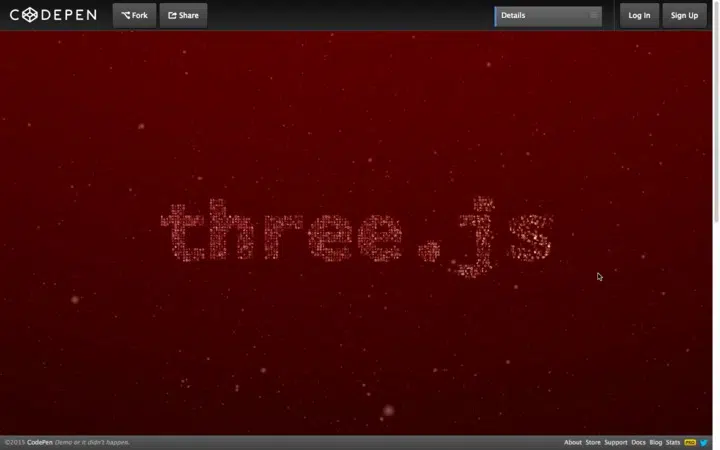 CODEPEN Fork Share Details Log In Sign Up
three.js
©2015 CodePen Demo or it didn't happen. About Store Support Docs Blog Stats PRO